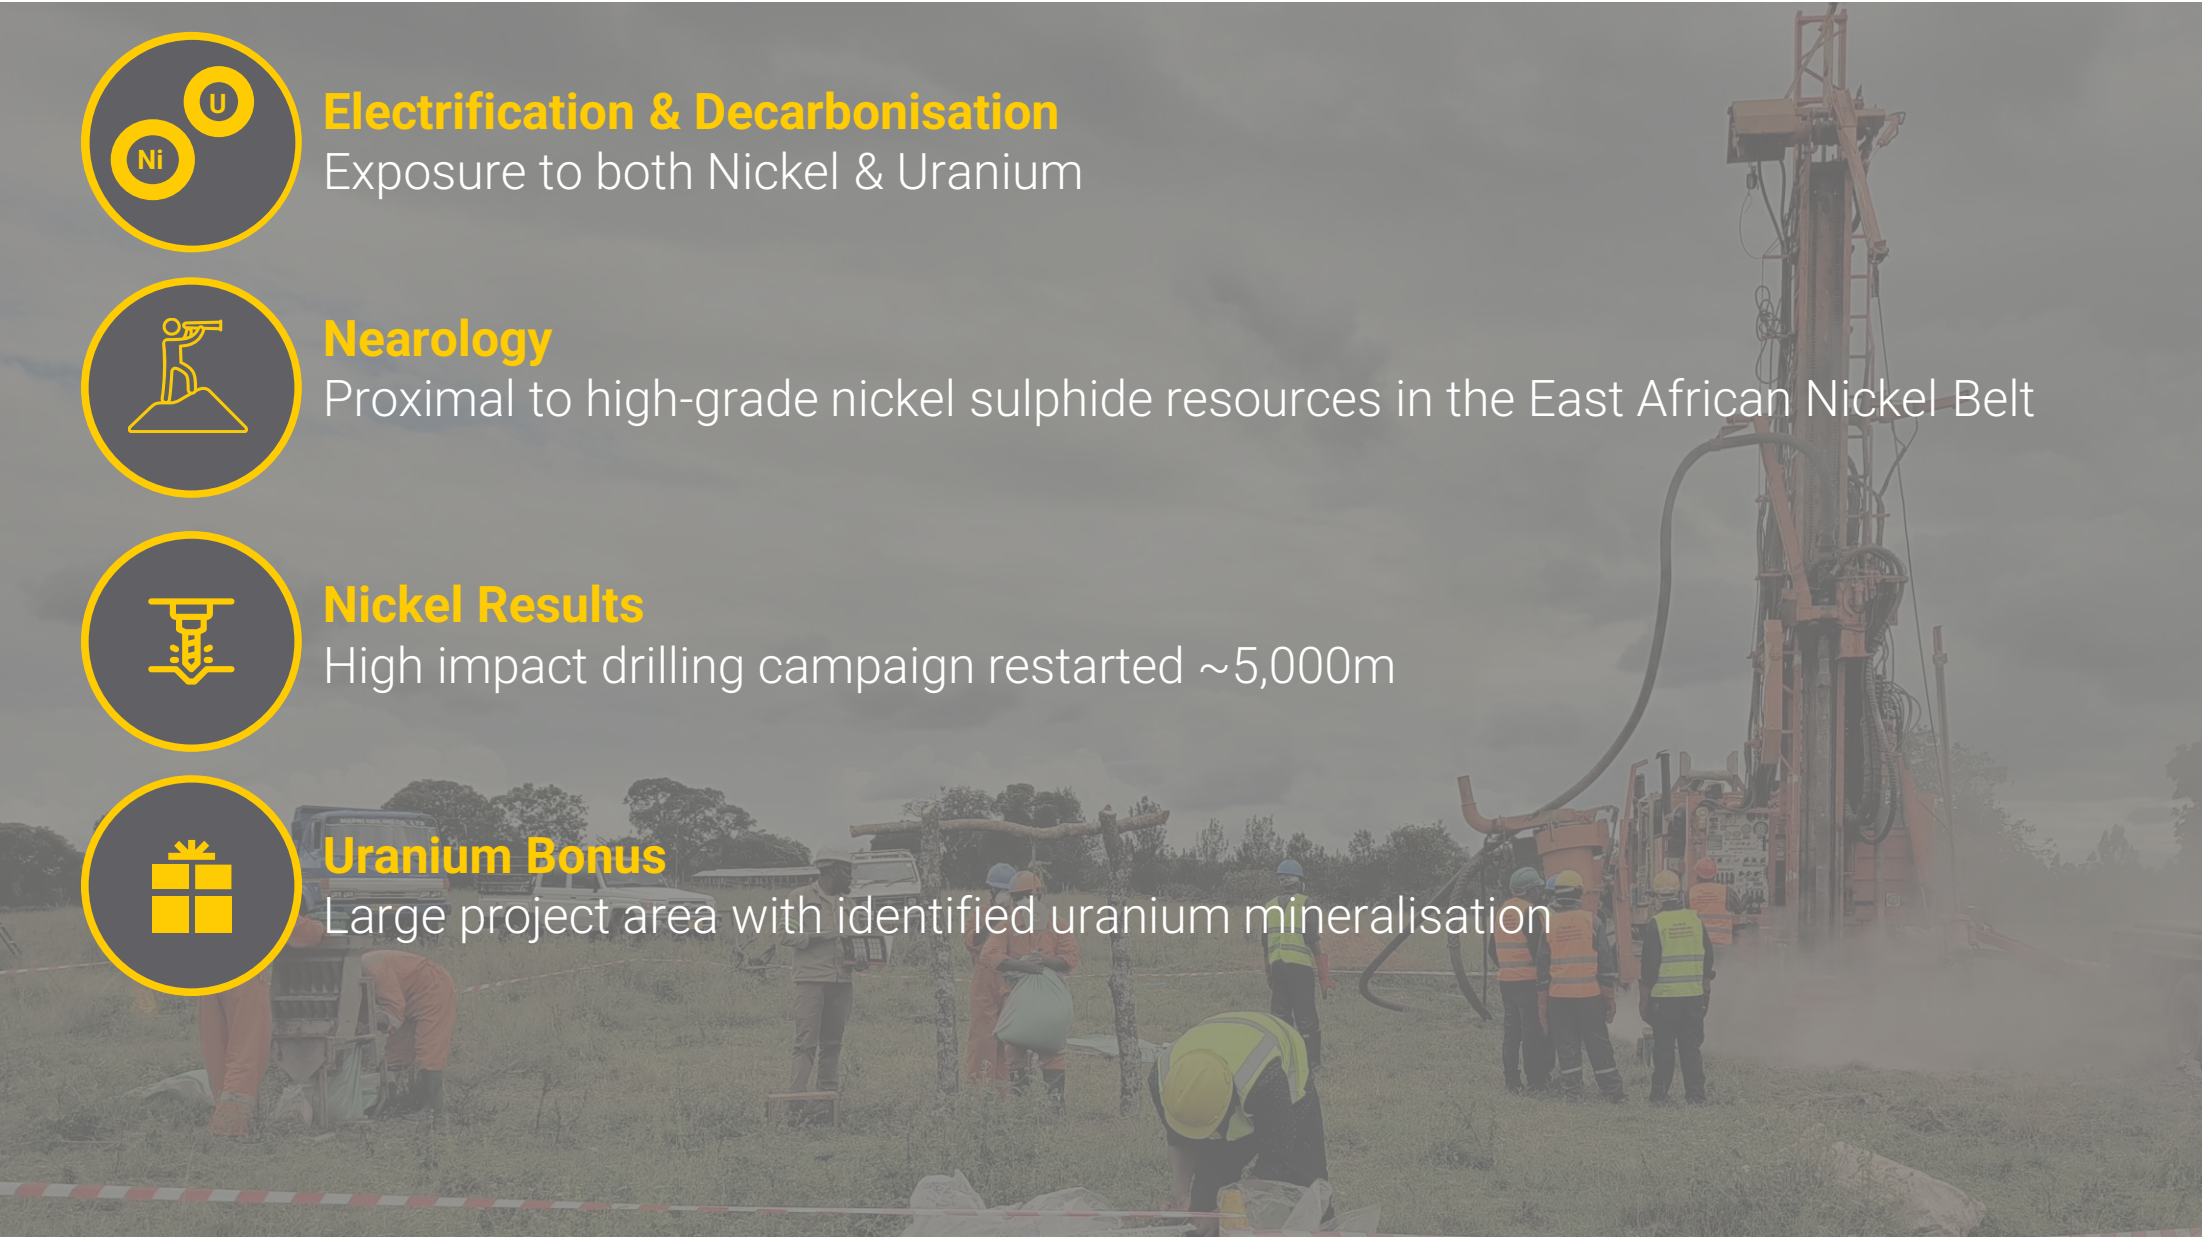 U
Ni
Electrification & Decarbonisation
Exposure to both Nickel & Uranium
Nearology
Proximal to high-grade nickel sulphide resources in the East African Nickel Belt
Nickel Results
High impact drilling campaign restarted ~5,000m
Uranium Bonus
Large project area with identified uranium mineralisation